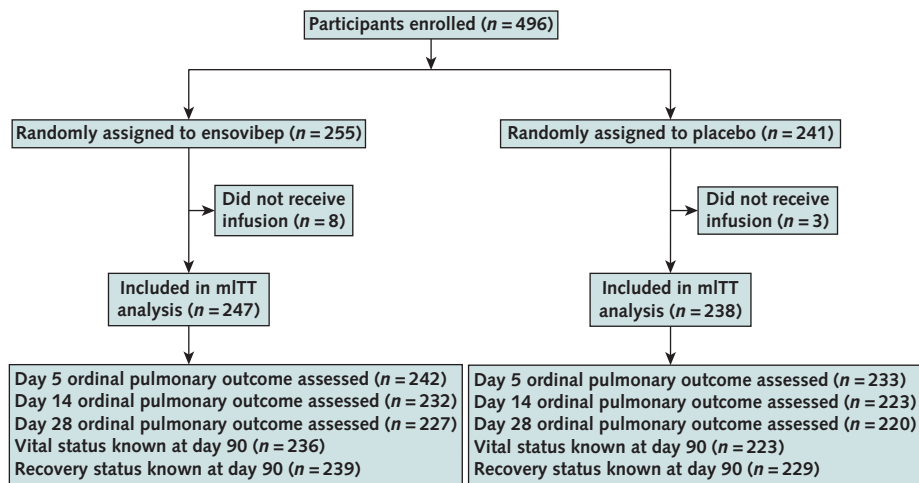 Participants enrolled (n = 496)
Randomly assigned to ensovibep (n = 255)
Randomly assigned to placebo (n = 241)
Did not receive
infusion (n = 8)
Did not receive
infusion (n = 3)
Included in mITT
analysis (n = 247)
Included in mITT
analysis (n = 238)
Day 5 ordinal pulmonary outcome assessed (n = 242)
Day 14 ordinal pulmonary outcome assessed (n = 232)
Day 28 ordinal pulmonary outcome assessed (n = 227)
Vital status known at day 90 (n = 236)
Recovery status known at day 90 (n = 239)
Day 5 ordinal pulmonary outcome assessed (n = 233)
Day 14 ordinal pulmonary outcome assessed (n = 223)
Day 28 ordinal pulmonary outcome assessed (n = 220)
Vital status known at day 90 (n = 223)
Recovery status known at day 90 (n = 229)